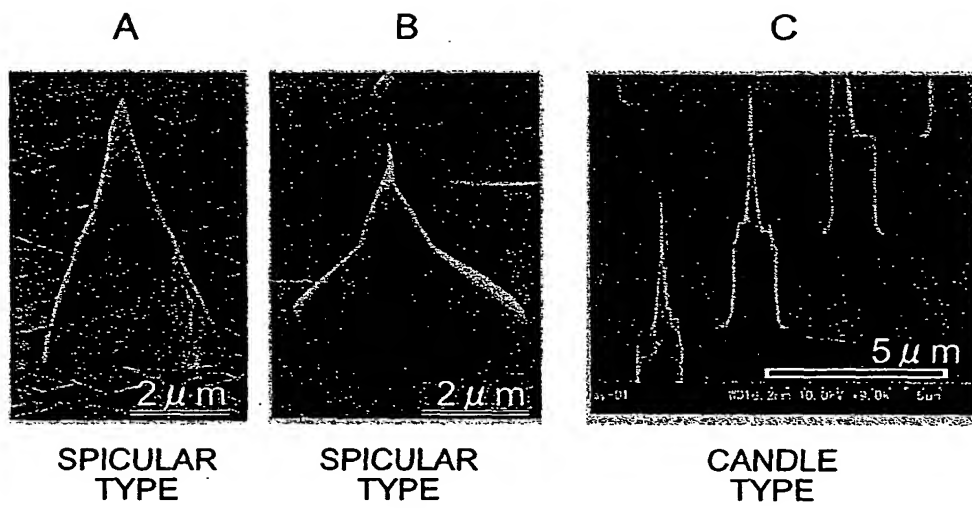 A
B
C
2 μm
2 μm
5 μm
SPICULAR
TYPE
SPICULAR
TYPE
CANDLE
TYPE